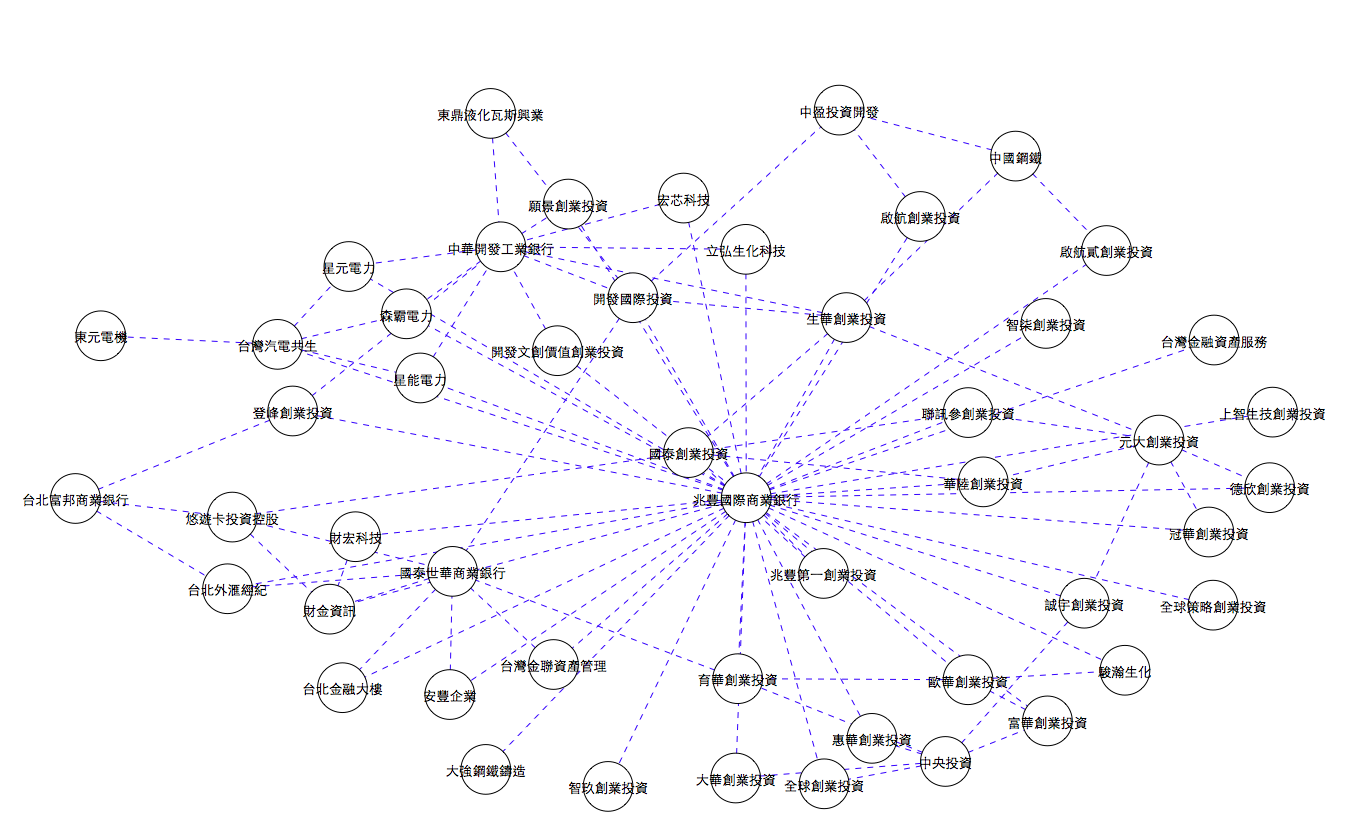 中盈投資開發
東鼎液化瓦斯興業
中國鋼鐵
宏芯科技
願景創業投資
啟航創業投資
中華開發工業銀行
立弘生化科技
啟航貳創業投資
星元電力
開發國際投資
森霸電力
生華創業投資
智柒創業投資
東元電機
台灣汽電共生
開發文創價值創業投資
台灣金融資產服務
星能電力
登峰創業投資
聯訊參創業投資
上智生技創業投資
元大創業投資
國泰創業投資
華陸創業投資
德欣創業投資
台北富邦商業銀行
兆豐國際商業銀行
悠遊卡投資控股
財宏科技
冠華創業投資
國泰世華商業銀行
兆豐第一創業投資
台北外匯經紀
財金資訊
誠宇創業投資
全球策略創業投資
台灣金聯資產管理
駿瀚生化
育華創業投資
歐華創業投資
台北金融大樓
安豐企業
富華創業投資
惠華創業投資
中央投資
大強鋼鐵鑄造
大華創業投資
全球創業投資
智玖創業投資